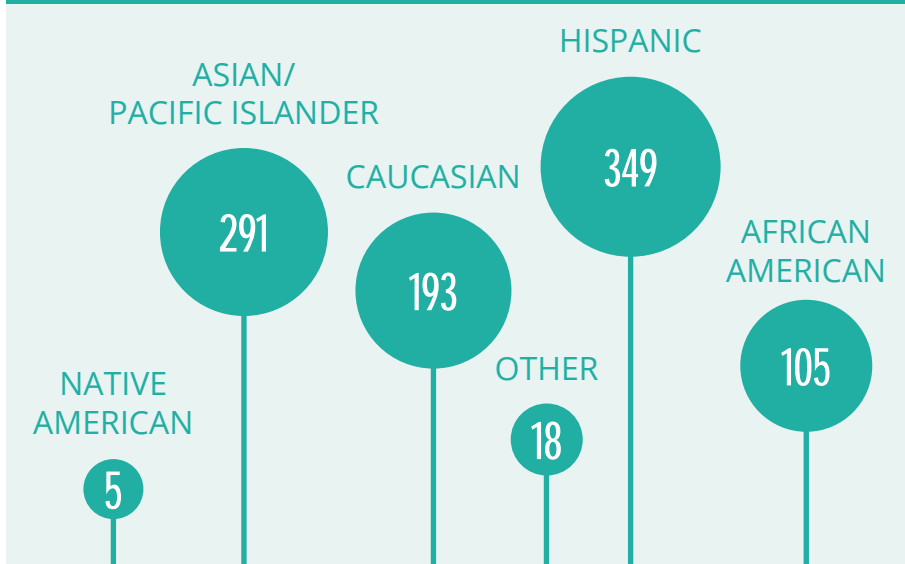 HISPANIC
349
ASIAN/
PACIFIC ISLANDER
291
CAUCASIAN
193
AFRICAN
AMERICAN
105
OTHER
18
NATIVE
AMERICAN
5